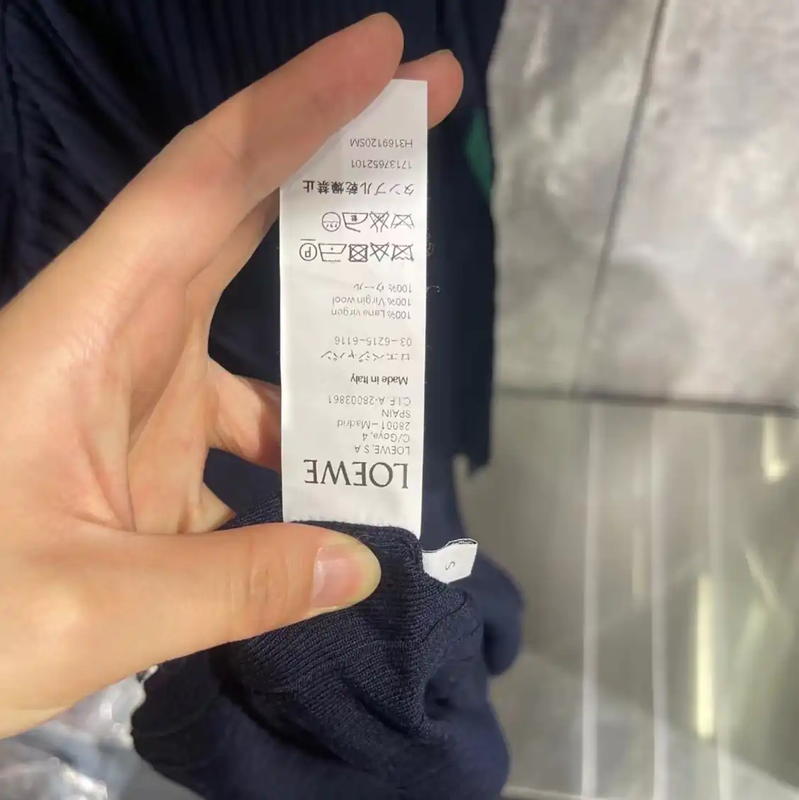 LOEWE
LOEWE S.A
C/Goya, 4
28001-Madrid
SPAIN
C.I.F.A-28003861
Made in Italy
ロエベジャパン
03-6215-6116
100% Lana virgen
100% Virgin wool
100% ウール
P
タンブル乾燥禁止
17137652101
H3169120SM
S